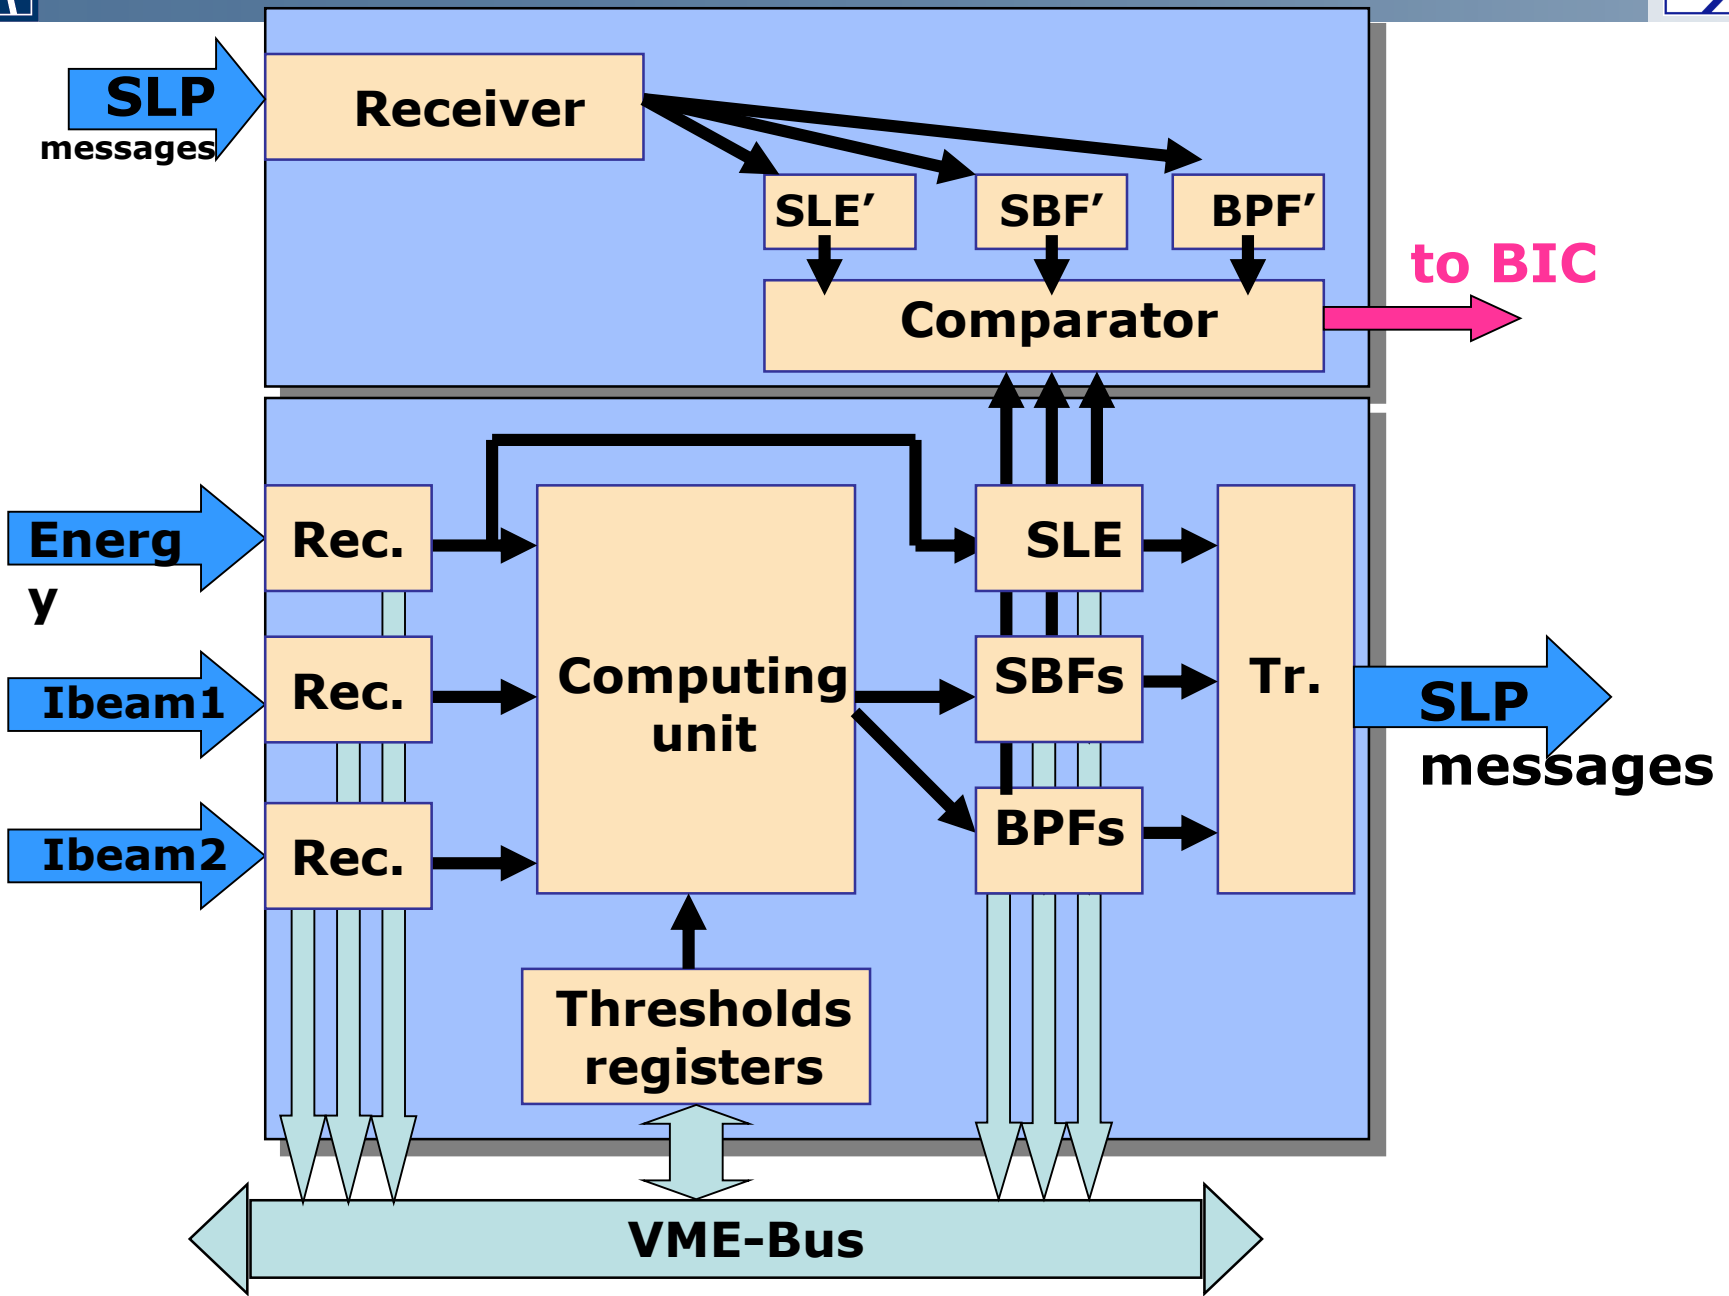 SLP
messages
Receiver
SLE’
SBF’
BPF’
to BIC
Comparator
Energ
y
Rec.
SLE
Ibeam1
Rec.
Computing
unit
SBFs
Tr.
SLP
messages
Ibeam2
Rec.
BPFs
Thresholds
registers
VME–Bus